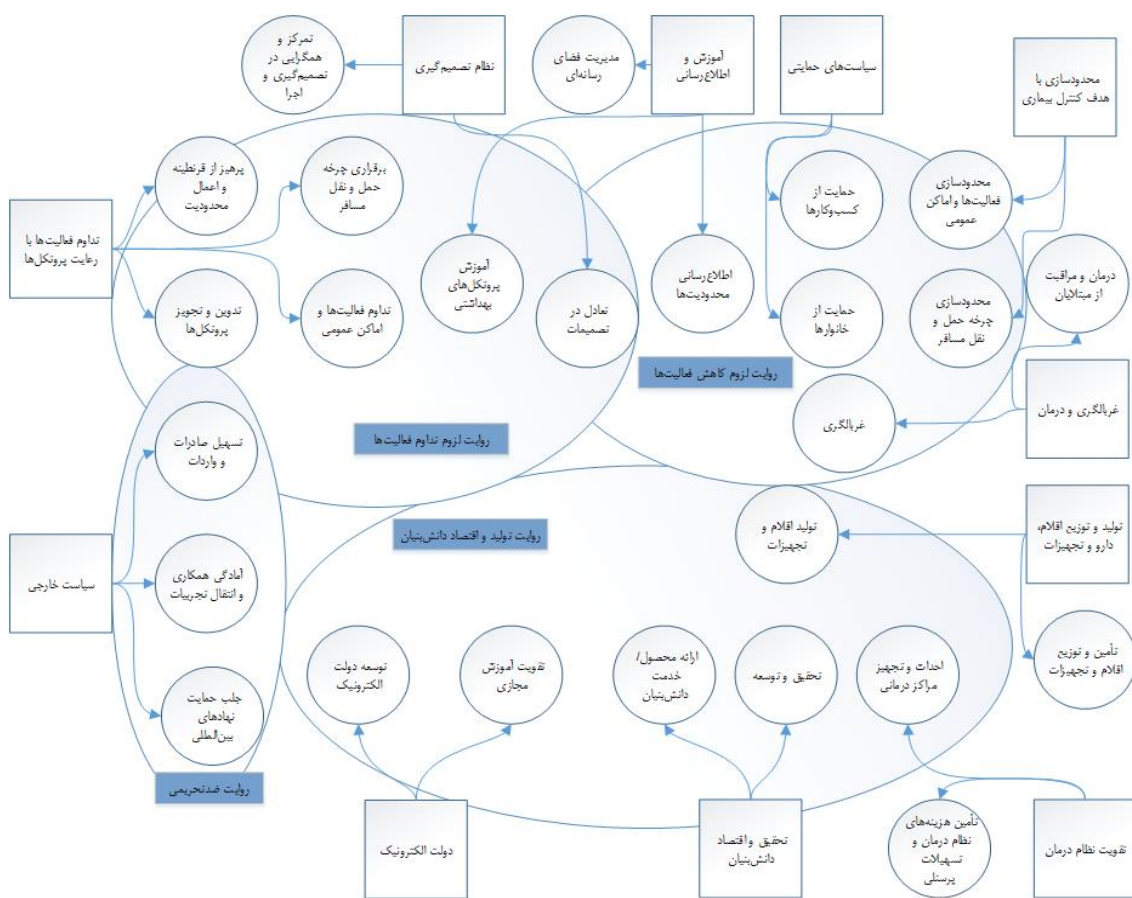 محدودسازی با
هدف کنترل بیماری
سیاست‌های حمایتی
آموزش و
اطلاع‌رسانی
مدیریت فضای
رسانه‌ای
نظام تصمیم‌گیری
تمرکز و
همگرایی در
تصمیم‌گیری و
اجرا
محدودسازی
فعالیت‌ها و اماکن
عمومی
حمایت از
کسب‌وکارها
برقراری چرخه
حمل و نقل
مسافر
پرهیز از قرنطینه
و اعمال
محدودیت
تداوم فعالیت‌ها با
رعایت پروتکل‌ها
درمان و مراقبت
از مبتلایان
محدودسازی
چرخه حمل و
نقل مسافر
حمایت از
خانوارها
اطلاع‌رسانی
محدودیت‌ها
تعادل در
تصمیمات
آموزش
پروتکل‌های
بهداشتی
تداوم فعالیت‌ها و
اماکن عمومی
تدوین و تجویز
پروتکل‌ها
روایت لزوم کاهش فعالیت‌ها
غربالگری و درمان
غربالگری
روایت لزوم تداوم فعالیت‌ها
تسهیل صادرات
و واردات
تولید و توزیع اقلام،
دارو و تجهیزات
تولید اقلام و
تجهیزات
روایت تولید و اقتصاد دانش‌بنیان
آمادگی همکاری
و انتقال تجربیات
سیاست خارجی
تأمین و توزیع
اقلام و تجهیزات
احداث و تجهیز
مراکز درمانی
تحقیق و توسعه
ارائه محصول/
خدمت
دانش‌بنیان
تقویت آموزش
مجازی
توسعه دولت
الکترونیک
جلب حمایت
نهادهای
بین‌المللی
روایت ضدتحریمی
تقویت نظام درمان
تأمین هزینه‌های
نظام درمان و
تسهیلات
پرسنلی
تحقیق و اقتصاد
دانش‌بنیان
دولت الکترونیک